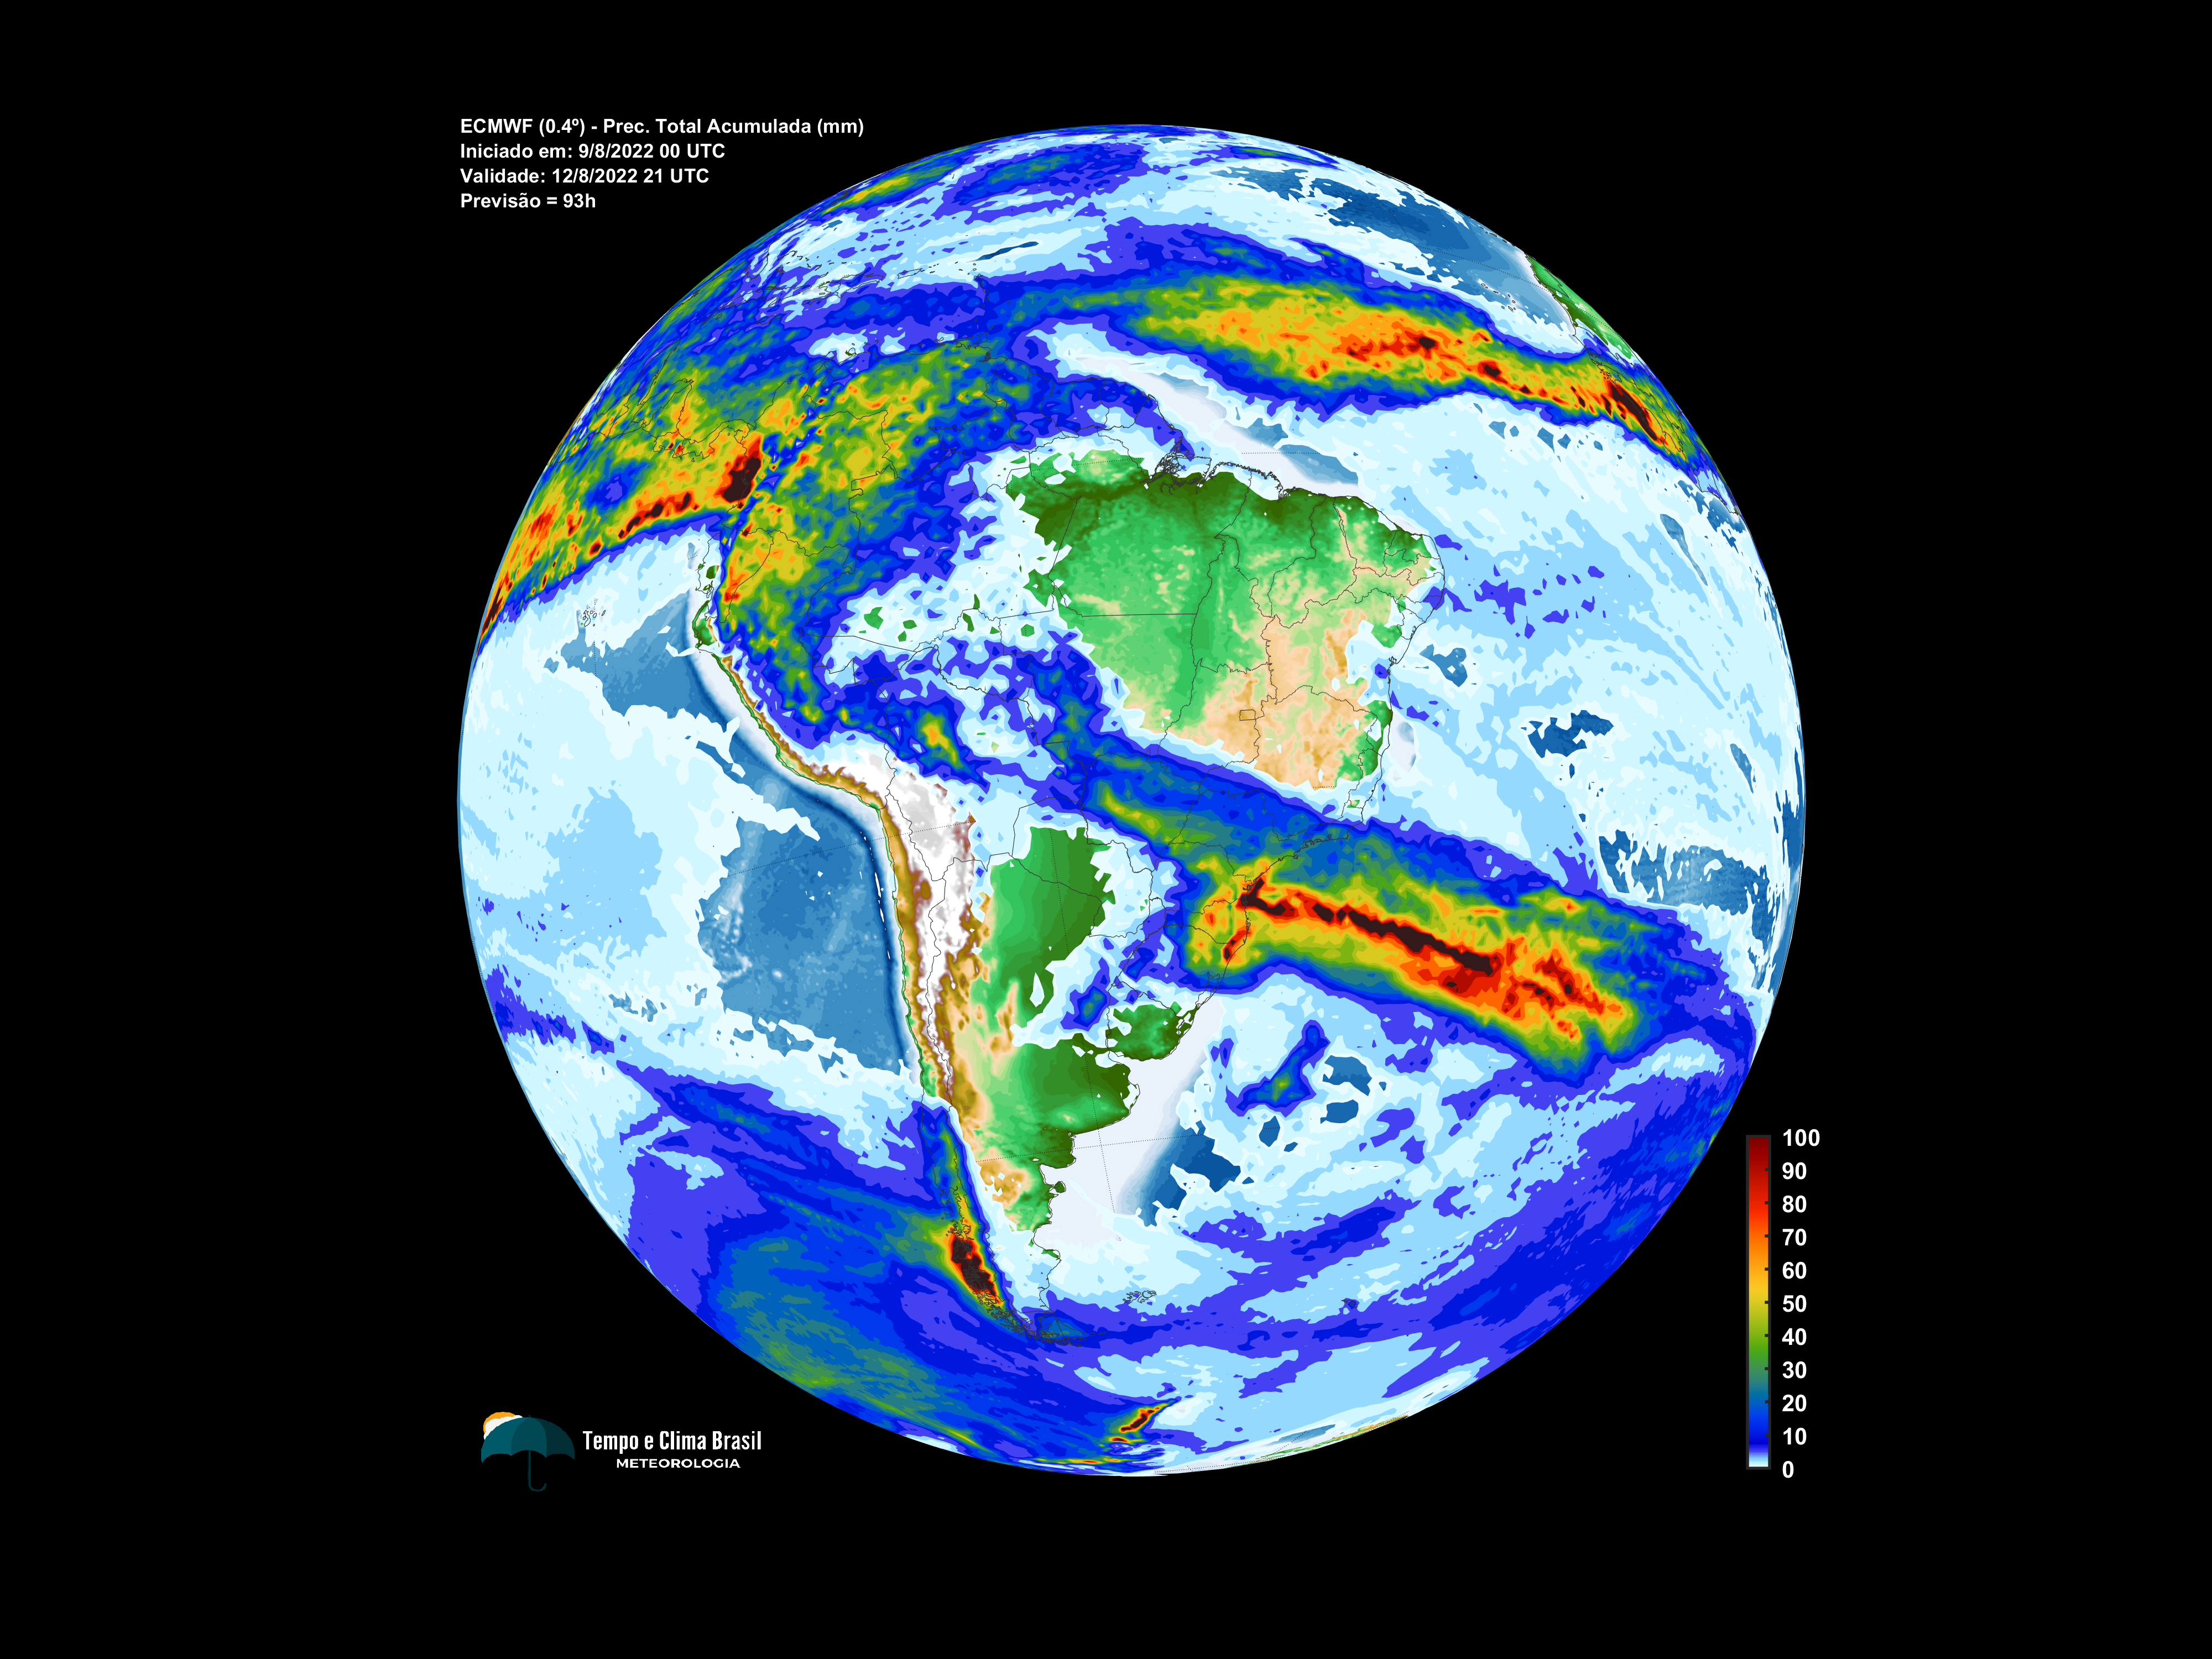 ECMWF (0.4º) - Prec. Total Acumulada (mm)
Iniciado em: 9/8/2022 00 UTC
Validade: 12/8/2022 21 UTC
Previsão = 93h
100
90
80
70
60
50
40
30
20
10
0
Tempo e Clima Brasil
METEOROLOGIA